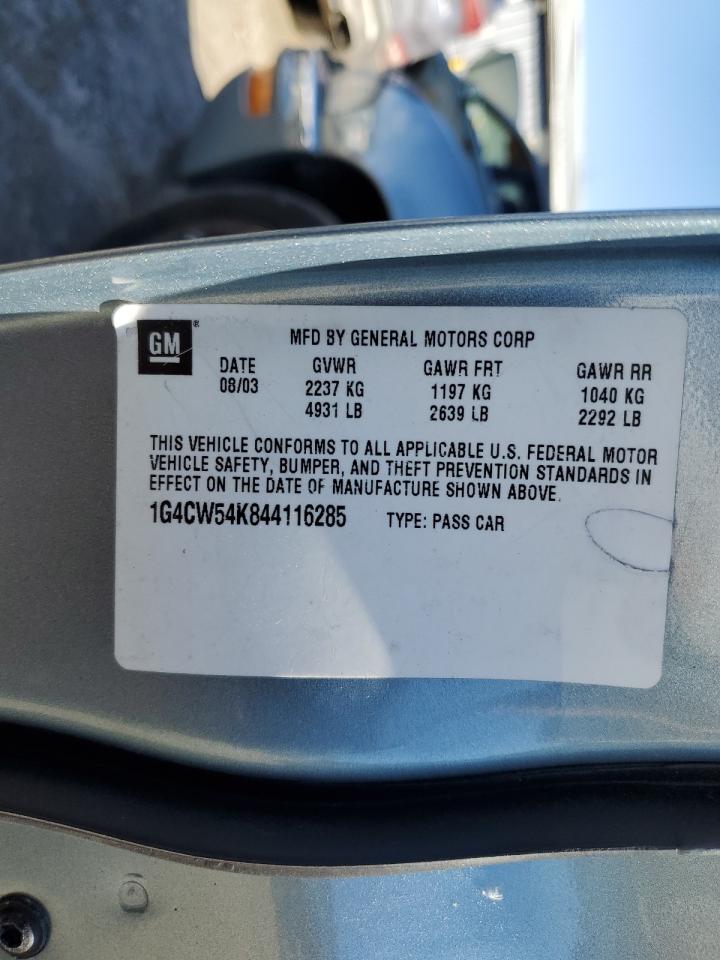 GM®
MFD BY GENERAL MOTORS CORP
DATE GVWR GAWR FRT GAWR RR
08/03 2237 KG 1197 KG 1040 KG
4931 LB 2639 LB 2292 LB
THIS VEHICLE CONFORMS TO ALL APPLICABLE U.S. FEDERAL MOTOR
VEHICLE SAFETY, BUMPER, AND THEFT PREVENTION STANDARDS IN
EFFECT ON THE DATE OF MANUFACTURE SHOWN ABOVE.
1G4CW54K844116285 TYPE: PASS CAR